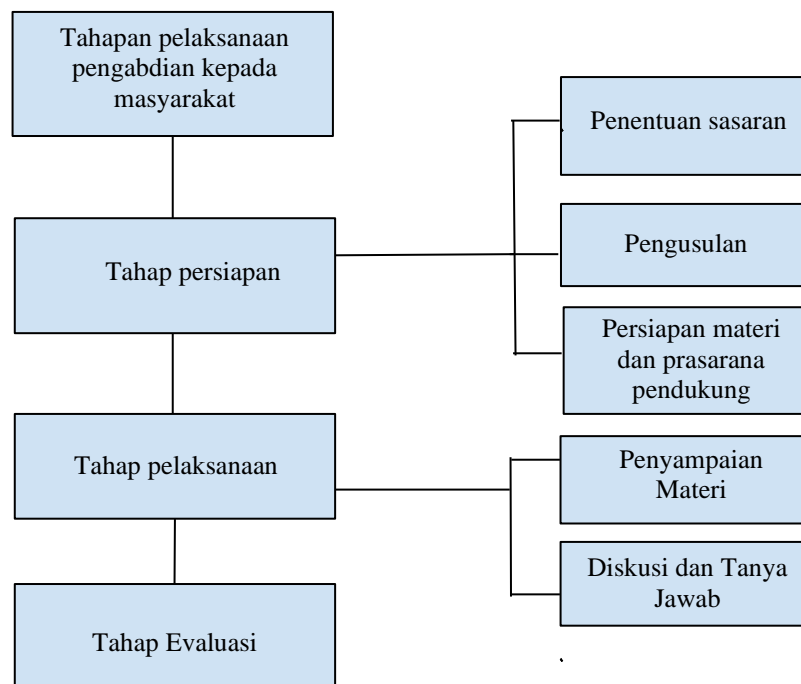 Tahapan pelaksanaan
pengabdian kepada
masyarakat
Penentuan sasaran
Tahap persiapan
Pengusulan
Persiapan materi
dan prasarana
pendukung
Tahap pelaksanaan
Penyampaian
Materi
Diskusi dan Tanya
Jawab
Tahap Evaluasi